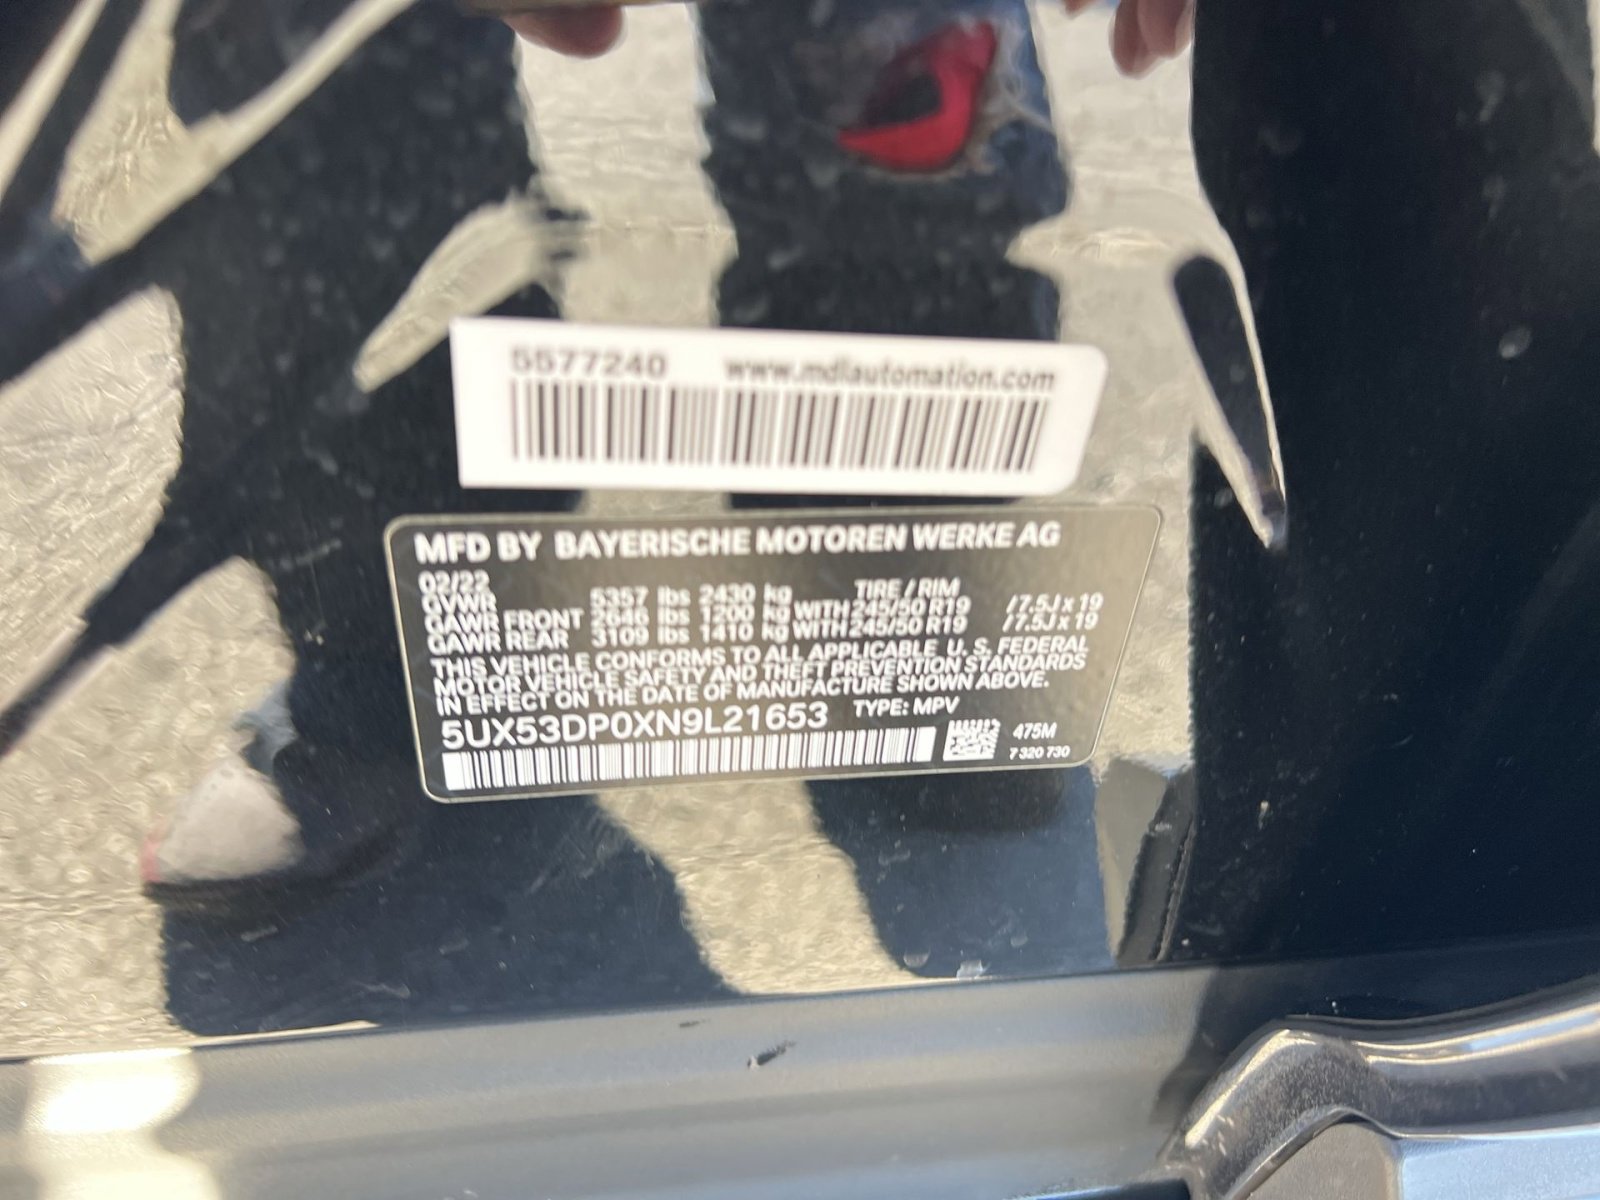 5577240 www.mdlautomation.com
MFD BY BAYERISCHE MOTOREN WERKE AG
02/22 TIRE / RIM
GVWR 5357 lbs 2430 kg
GAWR FRONT 2646 lbs 1200 kg WITH 245/50 R19 / 7.5J x 19
GAWR REAR 3109 lbs 1410 kg WITH 245/50 R19 / 7.5J x 19
THIS VEHICLE CONFORMS TO ALL APPLICABLE U. S. FEDERAL
MOTOR VEHICLE SAFETY AND THEFT PREVENTION STANDARDS
IN EFFECT ON THE DATE OF MANUFACTURE SHOWN ABOVE.
5UX53DP0XN9L21653 TYPE: MPV
475M
7 320 730